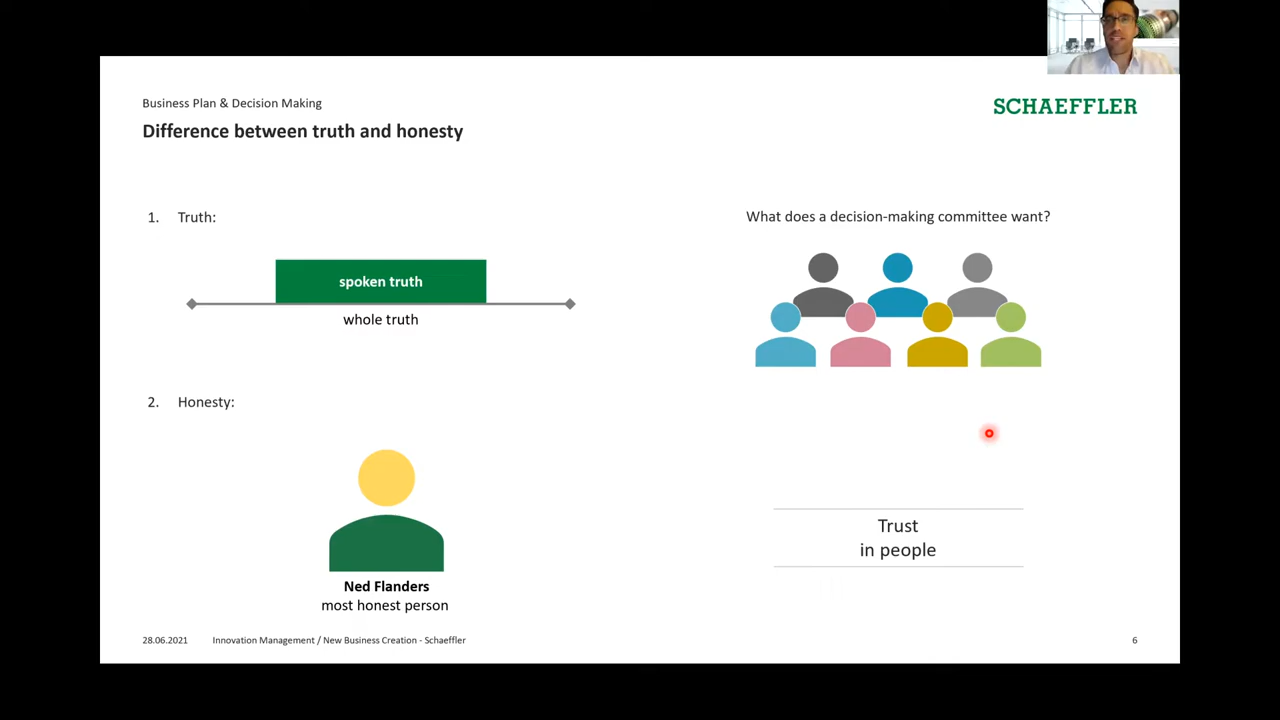 Business Plan & Decision Making
SCHAEFFLER
Difference between truth and honesty
1. Truth:
spoken truth
whole truth
2. Honesty:
Ned Flanders
most honest person
What does a decision-making committee want?
Trust
in people
28.06.2021 Innovation Management / New Business Creation - Schaeffler 6